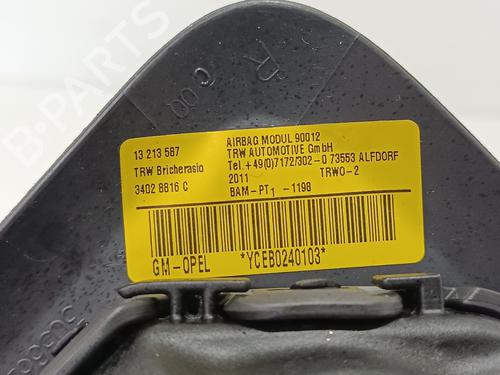 B-PARTS
R
C 00
13 213 587
TRW Bricherasio
3402 8816 C
AIRBAG MODUL 90012
TRW AUTOMOTIVE GmbH
Tel.+49(0)7172/302-0 73553 ALFDORF
2011 TRWO-2
BAM-PT1 -1198
GM-OPEL *YCEB0240103*